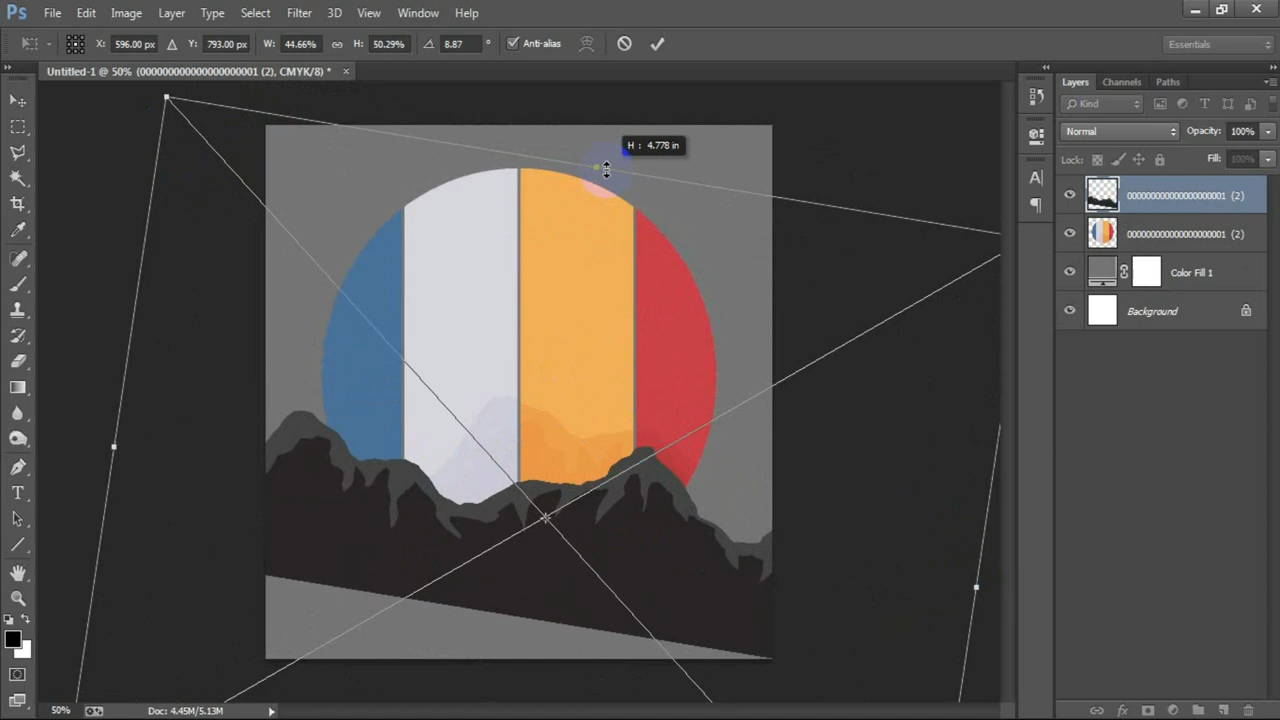 Ps File Edit Image Layer Type Select Filter 3D View Window Help
X: 596.00 px Y: 793.00 px W: 44.66% H: 50.29% 8.87 ° Anti-alias Essentials
Untitled-1 @ 50% (00000000000000000001 (2), CMYK/8) * ×
H : 4.778 in
Layers Channels Paths
Kind
Normal Opacity: 100%
Lock: Fill: 100%
00000000000000000001 (2)
00000000000000000001 (2)
Color Fill 1
Background
50% Doc: 4.45M/5.13M